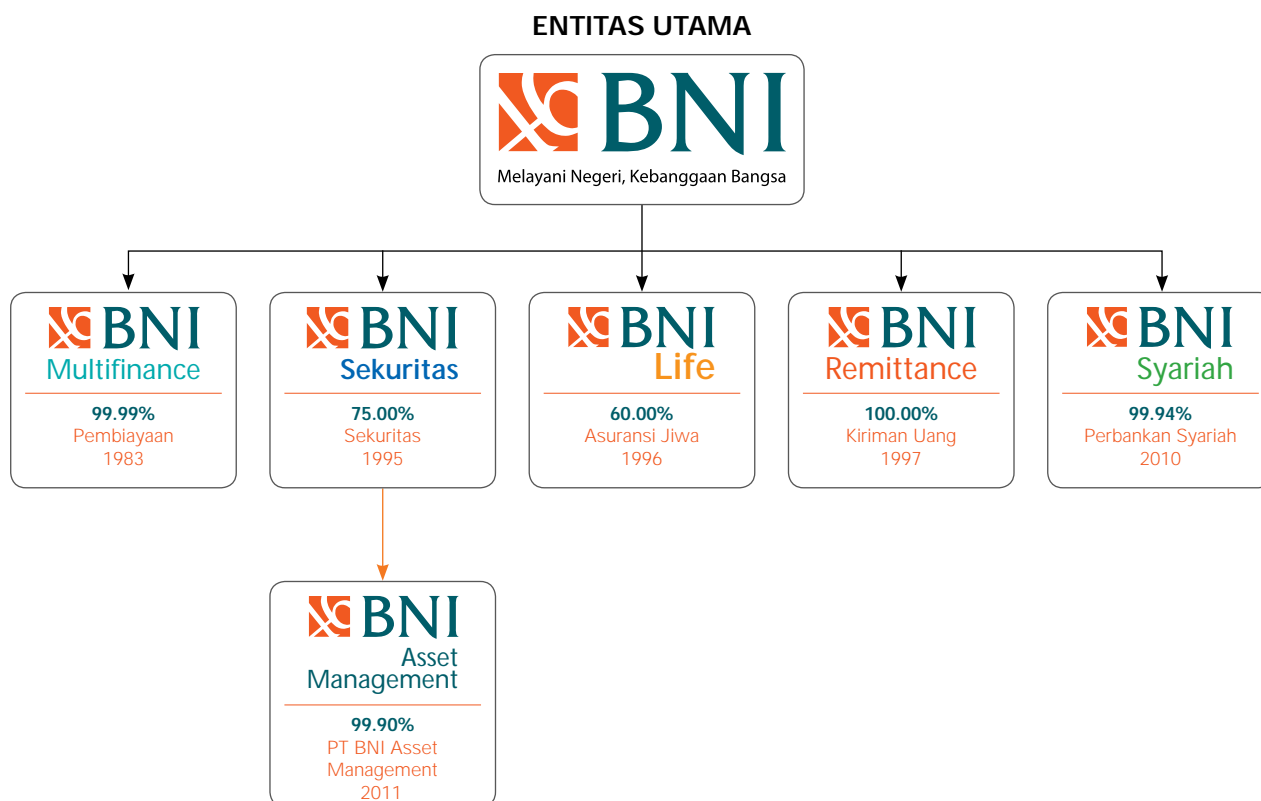 ENTITAS UTAMA
BNI
Melayani Negeri, Kebanggaan Bangsa
BNI
Multifinance
99.99%
Pembiayaan
1983
BNI
Sekuritas
75.00%
Sekuritas
1995
BNI
Life
60.00%
Asuransi Jiwa
1996
BNI
Remittance
100.00%
Kiriman Uang
1997
BNI
Syariah
99.94%
Perbankan Syariah
2010
BNI
Asset
Management
99.90%
PT BNI Asset
Management
2011